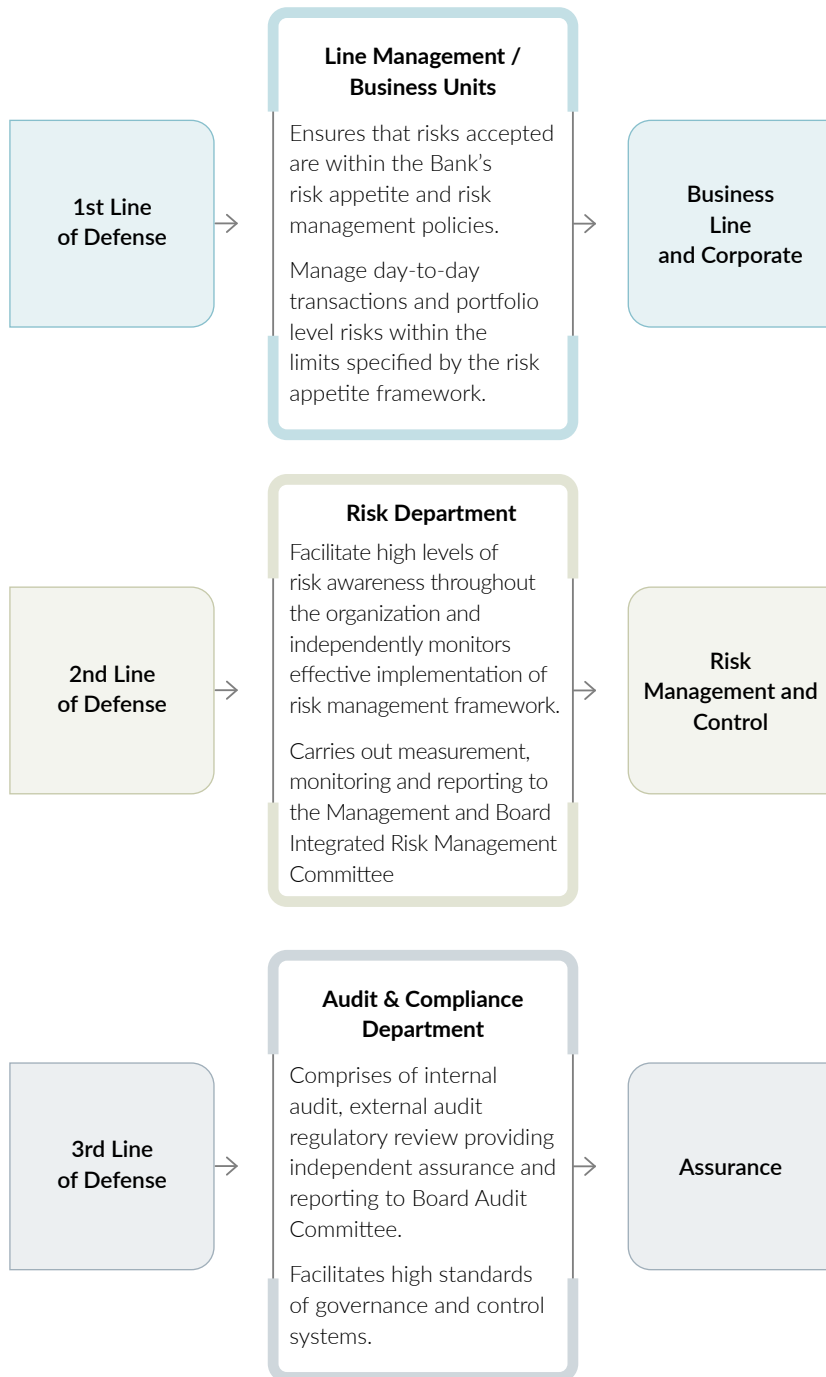 1st Line
of Defense
Line Management /
Business Units
Ensures that risks accepted
are within the Bank’s
risk appetite and risk
management policies.
Manage day-to-day
transactions and portfolio
level risks within the
limits specified by the risk
appetite framework.
Business
Line
and Corporate
2nd Line
of Defense
Risk Department
Facilitate high levels of
risk awareness throughout
the organization and
independently monitors
effective implementation of
risk management framework.
Carries out measurement,
monitoring and reporting to
the Management and Board
Integrated Risk Management
Committee
Risk
Management and
Control
3rd Line
of Defense
Audit & Compliance
Department
Comprises of internal
audit, external audit
regulatory review providing
independent assurance and
reporting to Board Audit
Committee.
Facilitates high standards
of governance and control
systems.
Assurance